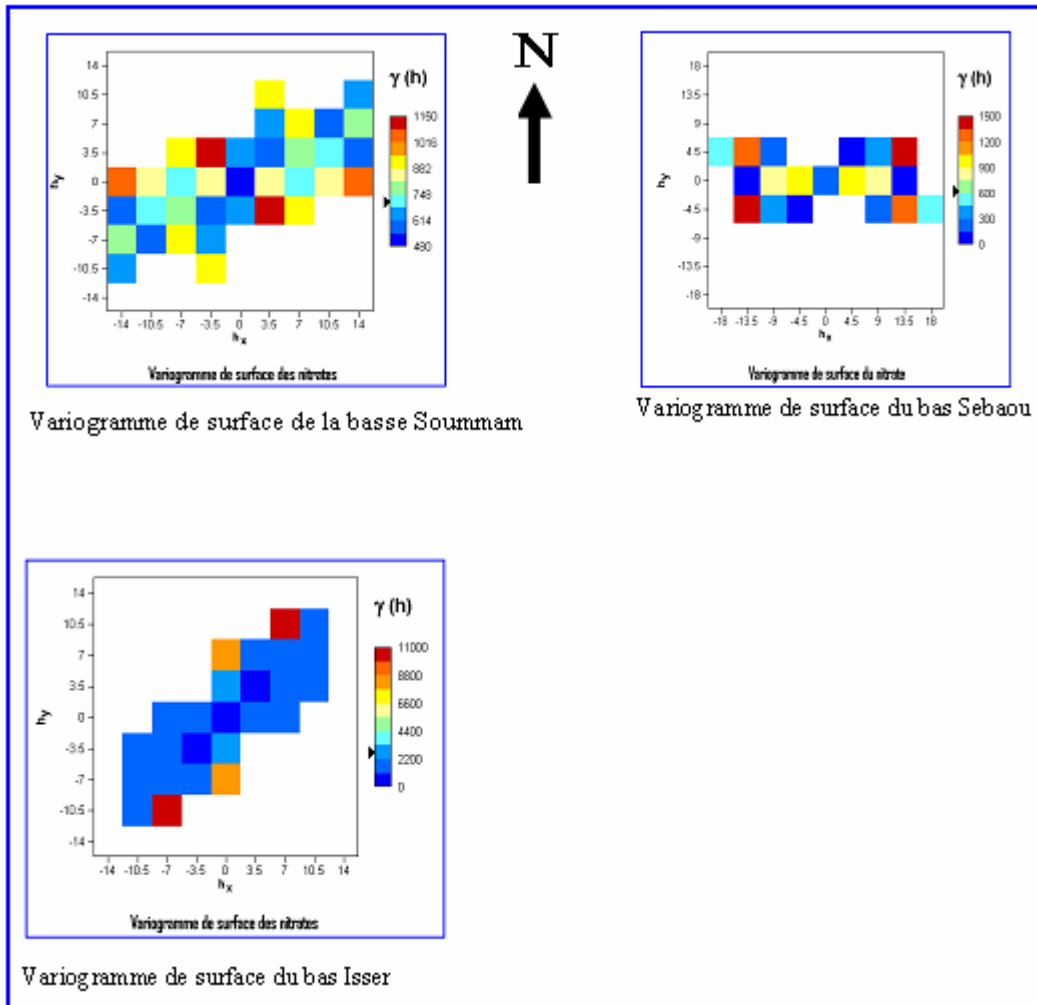 N
γ (h)
14
10.5
7
3.5
0
-3.5
-7
-10.5
-14
hy
-14 -10.5 -7 -3.5 0 3.5 7 10.5 14
hx
1150
1016
882
748
614
480
Variogramme de surface des nitrates
Variogramme de surface de la basse Soummam
γ (h)
18
13.5
9
4.5
0
-4.5
-9
-13.5
-18
hy
-18 -13.5 -9 -4.5 0 4.5 9 13.5 18
hx
1500
1200
900
600
300
0
Variogramme de surface du nitrate
Variogramme de surface du bas Sebaou
γ (h)
14
10.5
7
3.5
0
-3.5
-7
-10.5
-14
hy
-14 -10.5 -7 -3.5 0 3.5 7 10.5 14
hx
11000
8800
6600
4400
2200
0
Variogramme de surface des nitrates
Variogramme de surface du bas Isser